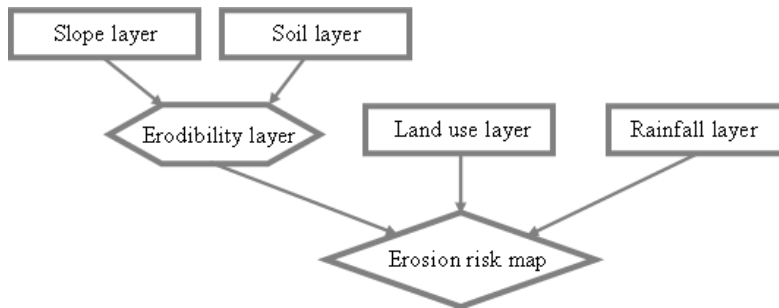 Slope layer
Soil layer
Erodibility layer
Land use layer
Rainfall layer
Erosion risk map